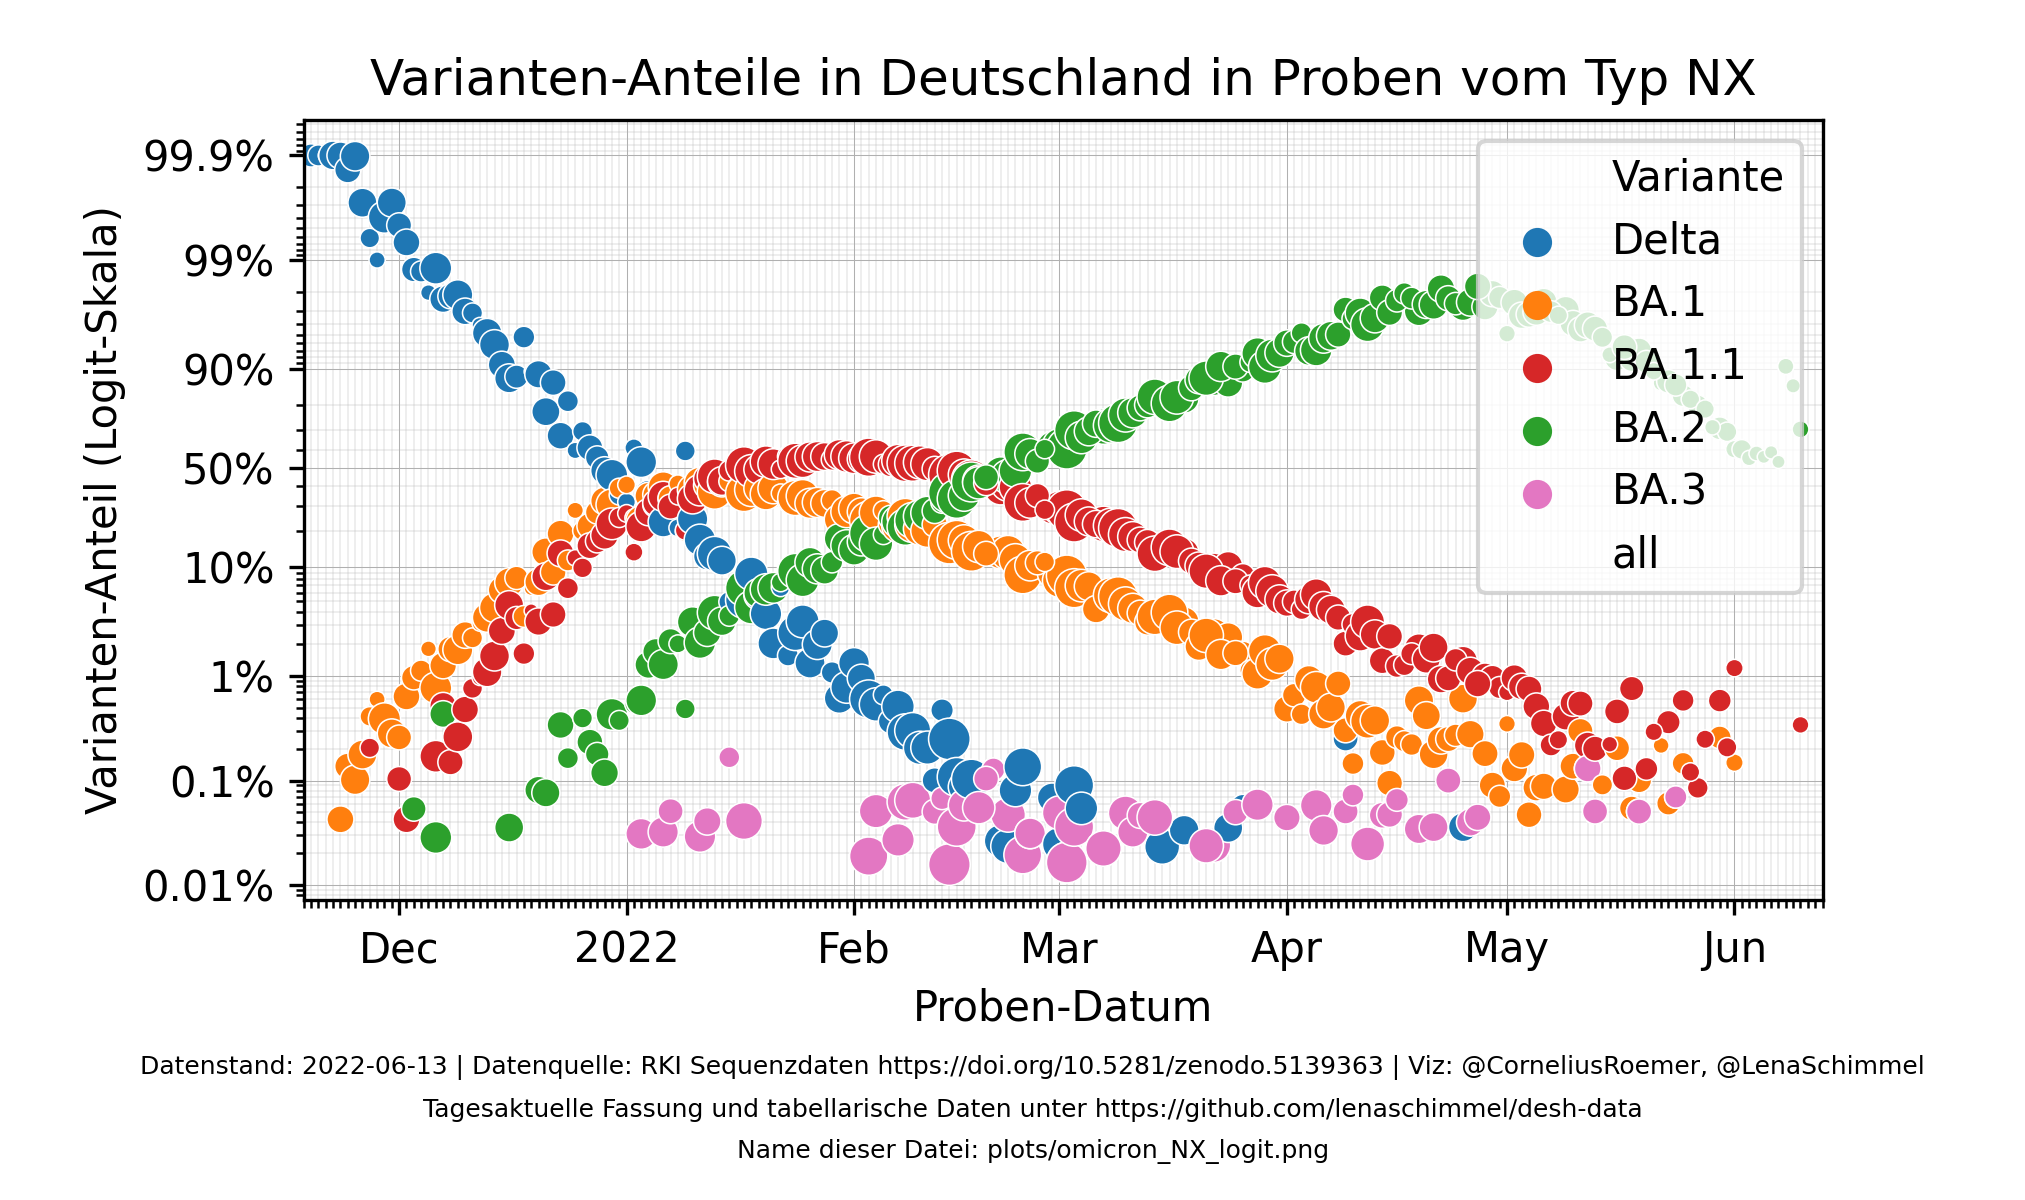 Varianten-Anteile in Deutschland in Proben vom Typ NX
Varianten-Anteil (Logit-Skala)
99.9%
99%
90%
50%
10%
1%
0.1%
0.01%
Variante
Delta
BA.1
BA.1.1
BA.2
BA.3
all
Dec
2022
Feb
Mar
Apr
May
Jun
Proben-Datum
Datenstand: 2022-06-13 | Datenquelle: RKI Sequenzdaten https://doi.org/10.5281/zenodo.5139363 | Viz: @CorneliusRoemer, @LenaSchimmel
Tagesaktuelle Fassung und tabellarische Daten unter https://github.com/lenaschimmel/desh-data
Name dieser Datei: plots/omicron_NX_logit.png